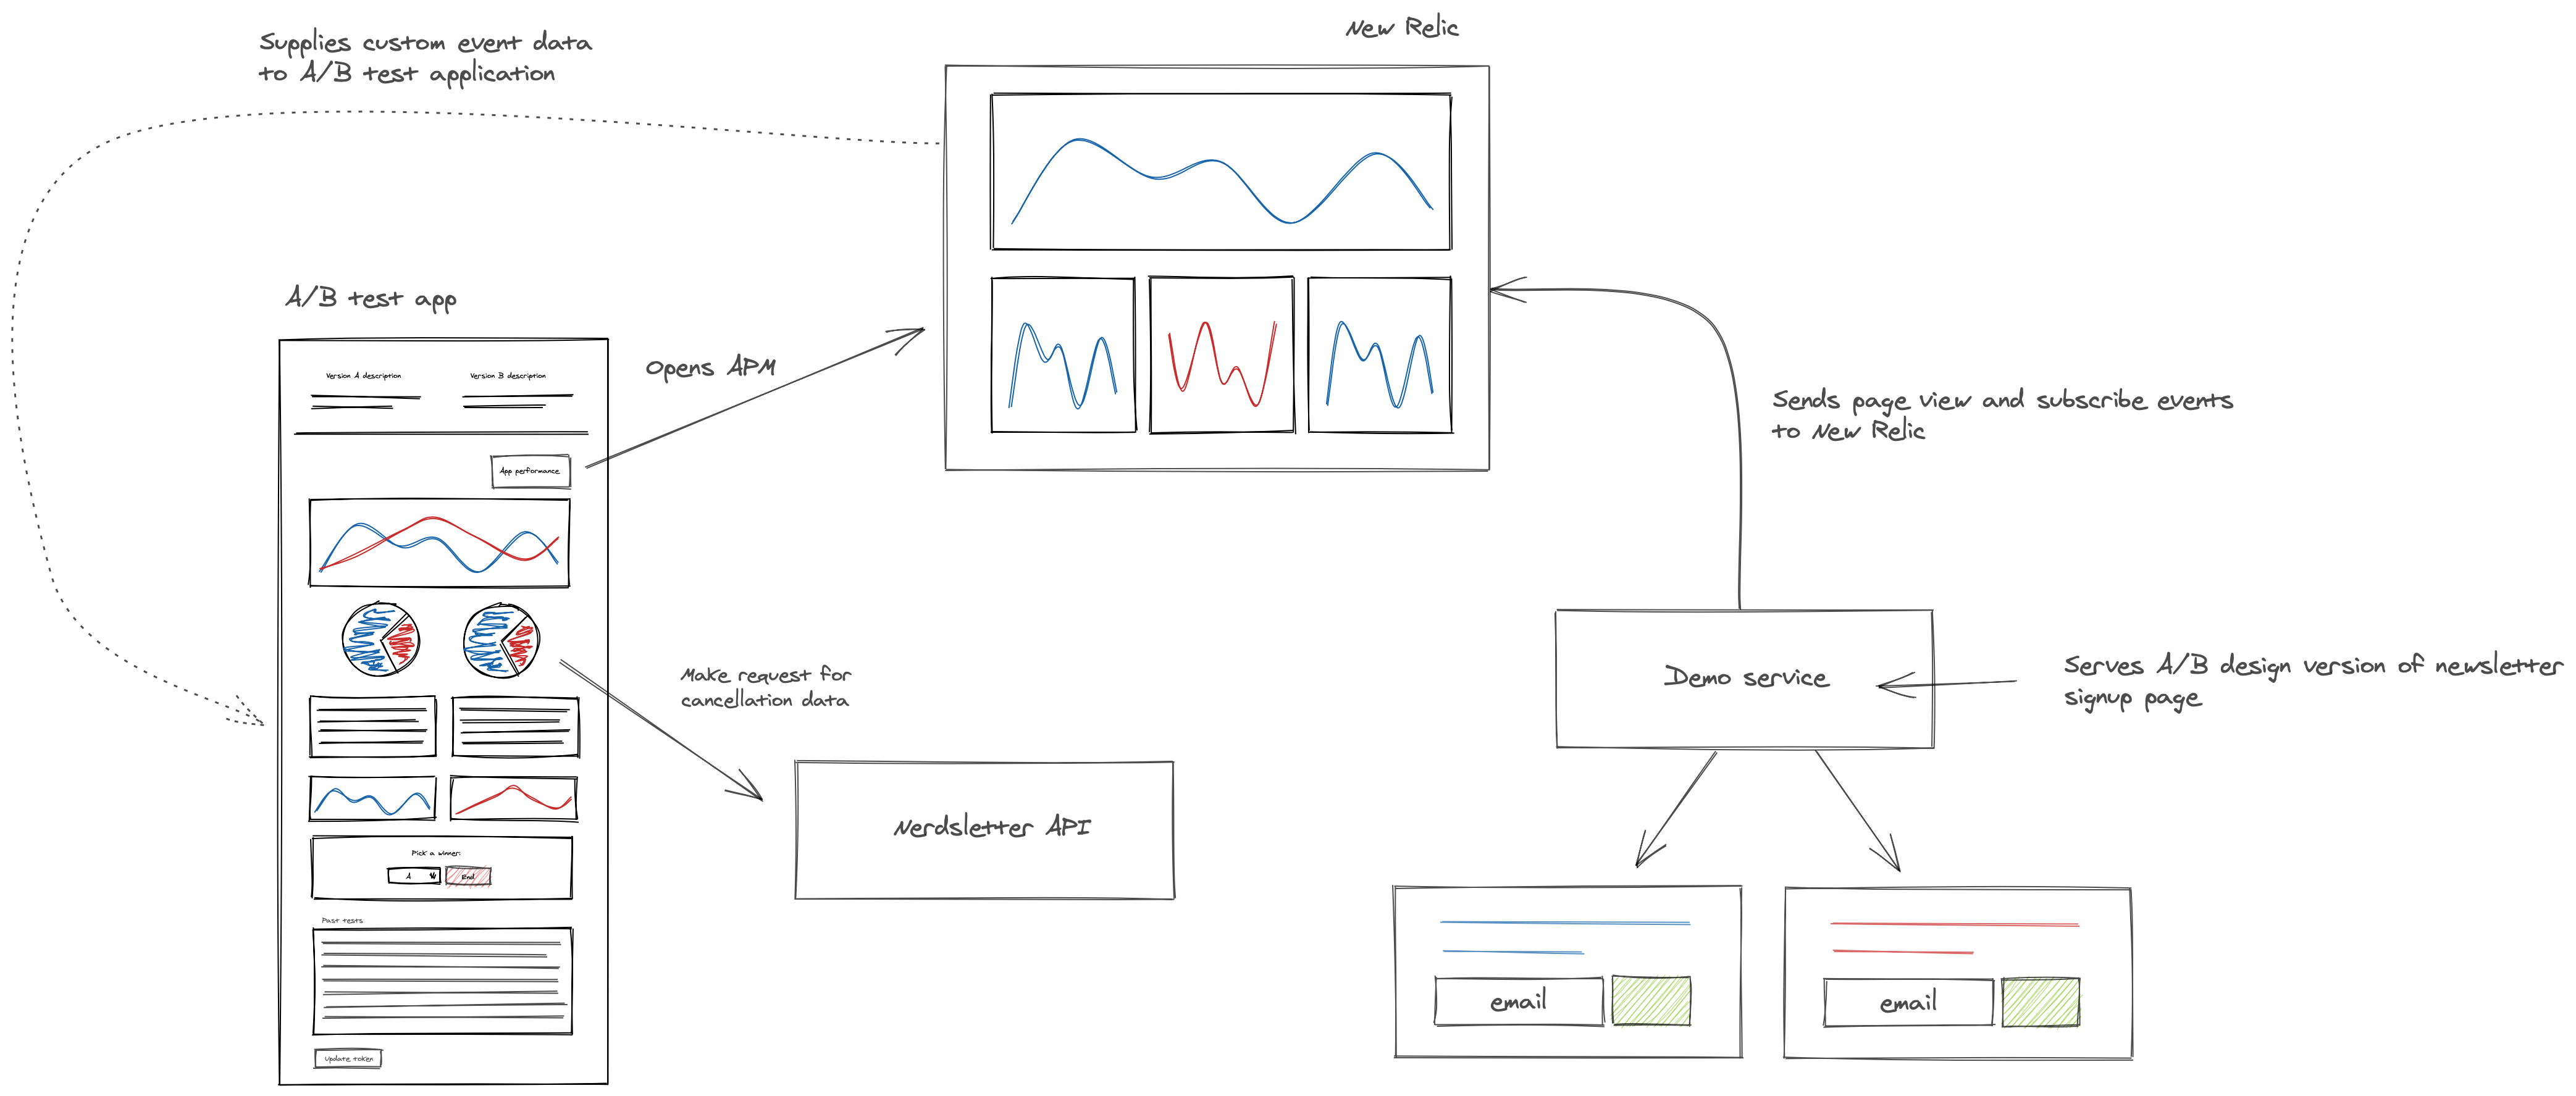 New Relic
Supplies custom event data
to A/B test application
A/B test app
Version A description
Version B description
Opens APM
App performance
Sends page view and subscribe events
to New Relic
Make request for
cancellation data
Demo service
Serves A/B design version of newsletter
signup page
Nerdsletter API
Pick a winner:
A
End
Past tests
email
email
Update token